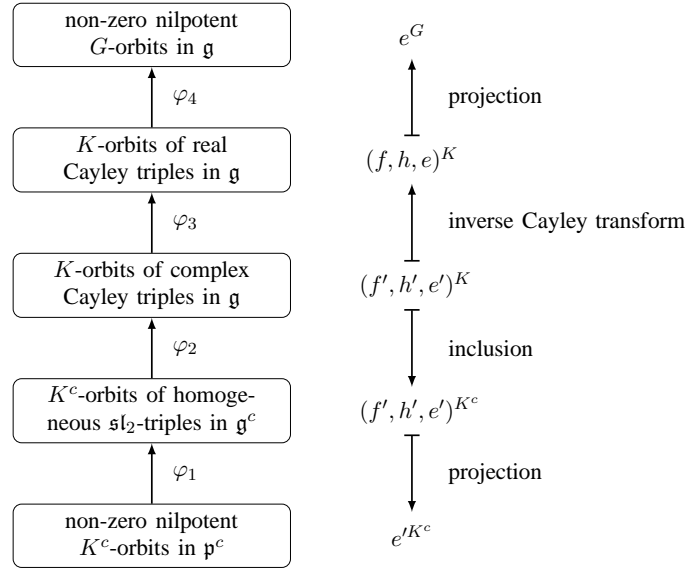 non-zero nilpotent
G-orbits in 𝔤
e^G
φ₄
projection
K-orbits of real
Cayley triples in 𝔤
(f, h, e)^K
φ₃
inverse Cayley transform
K-orbits of complex
Cayley triples in 𝔤
(f′, h′, e′)^K
φ₂
inclusion
K^c-orbits of homoge-
neous 𝔰𝔩₂-triples in 𝔤^c
(f′, h′, e′)^{K^c}
φ₁
projection
non-zero nilpotent
K^c-orbits in 𝔭^c
e′^{K^c}